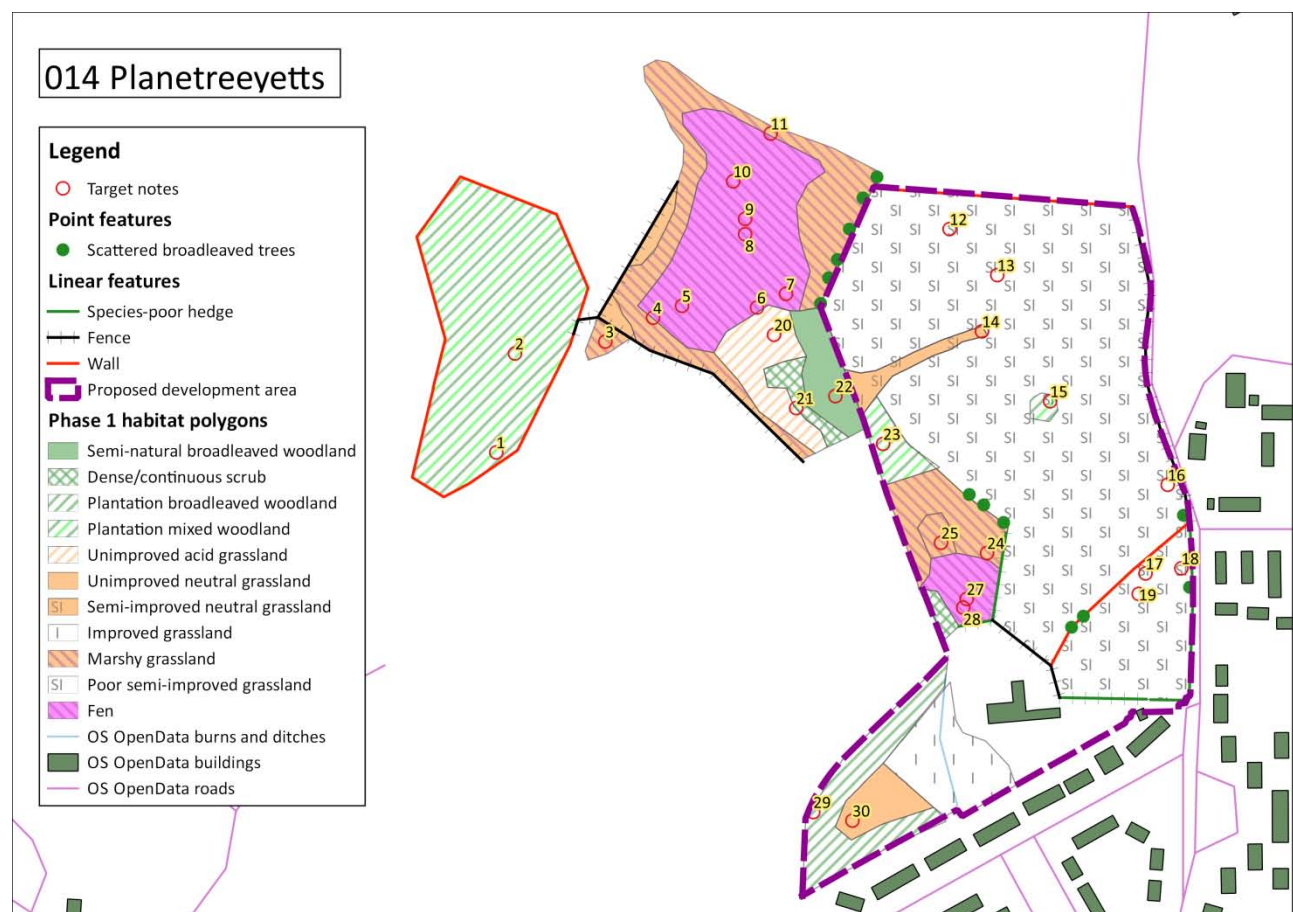 014 Planetreeyetts
Legend
Target notes
Point features
Scattered broadleaved trees
Linear features
Species-poor hedge
Fence
Wall
Proposed development area
Phase 1 habitat polygons
Semi-natural broadleaved woodland
Dense/continuous scrub
Plantation broadleaved woodland
Plantation mixed woodland
Unimproved acid grassland
Unimproved neutral grassland
SI Semi-improved neutral grassland
I Improved grassland
Marshy grassland
SI Poor semi-improved grassland
Fen
OS OpenData burns and ditches
OS OpenData buildings
OS OpenData roads
11
10
9
8
12
13
7
6
5
4
3
14
20
2
22
21
15
23
1
16
25
24
17
18
19
27
28
29
30